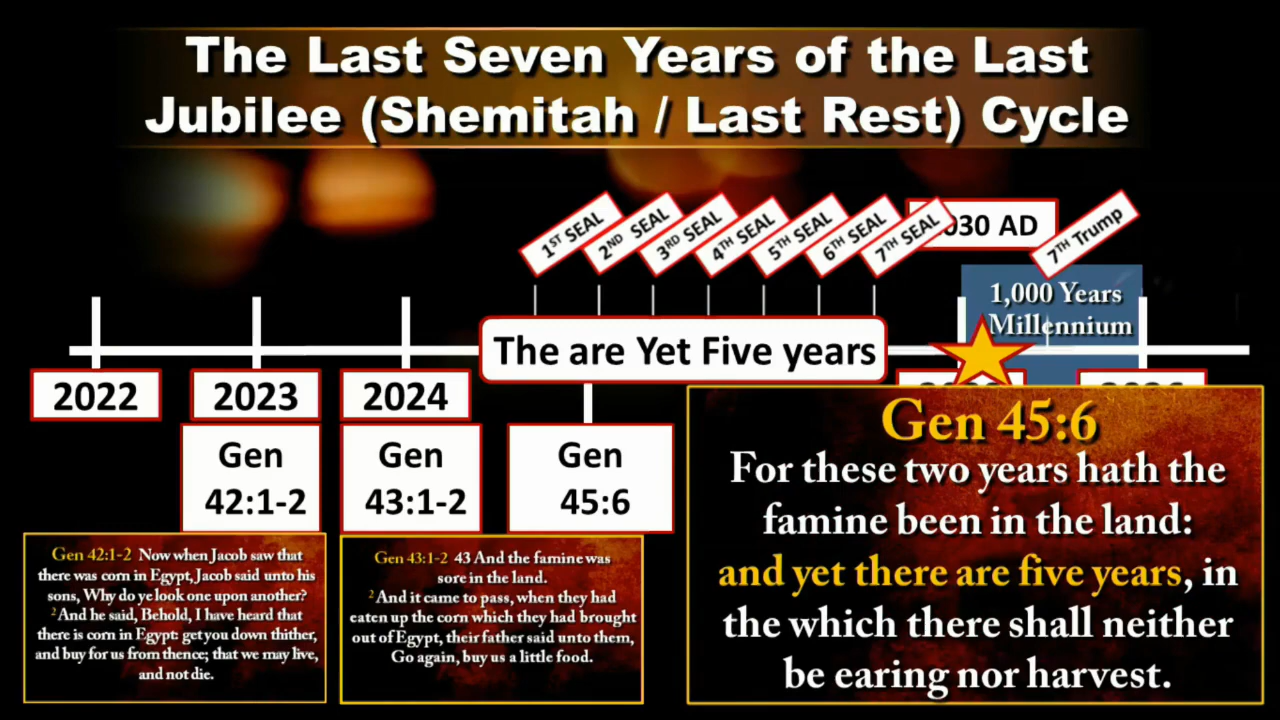 The Last Seven Years of the Last
Jubilee (Shemitah / Last Rest) Cycle
1ST SEAL
2ND SEAL
3RD SEAL
4TH SEAL
5TH SEAL
6TH SEAL
7TH SEAL
030 AD
7TH Trump
1,000 Years
Millennium
The are Yet Five years
2022
2023
2024
Gen
42:1-2
Gen
43:1-2
Gen
45:6
Gen 42:1-2 Now when Jacob saw that
there was corn in Egypt, Jacob said unto his
sons, Why do ye look one upon another?
2 And he said, Behold, I have heard that
there is corn in Egypt: get you down thither,
and buy for us from thence; that we may live,
and not die.
Gen 43:1-2 43 And the famine was
sore in the land.
2 And it came to pass, when they had
eaten up the corn which they had brought
out of Egypt, their father said unto them,
Go again, buy us a little food.
Gen 45:6
For these two years hath the
famine been in the land:
and yet there are five years, in
the which there shall neither
be earing nor harvest.